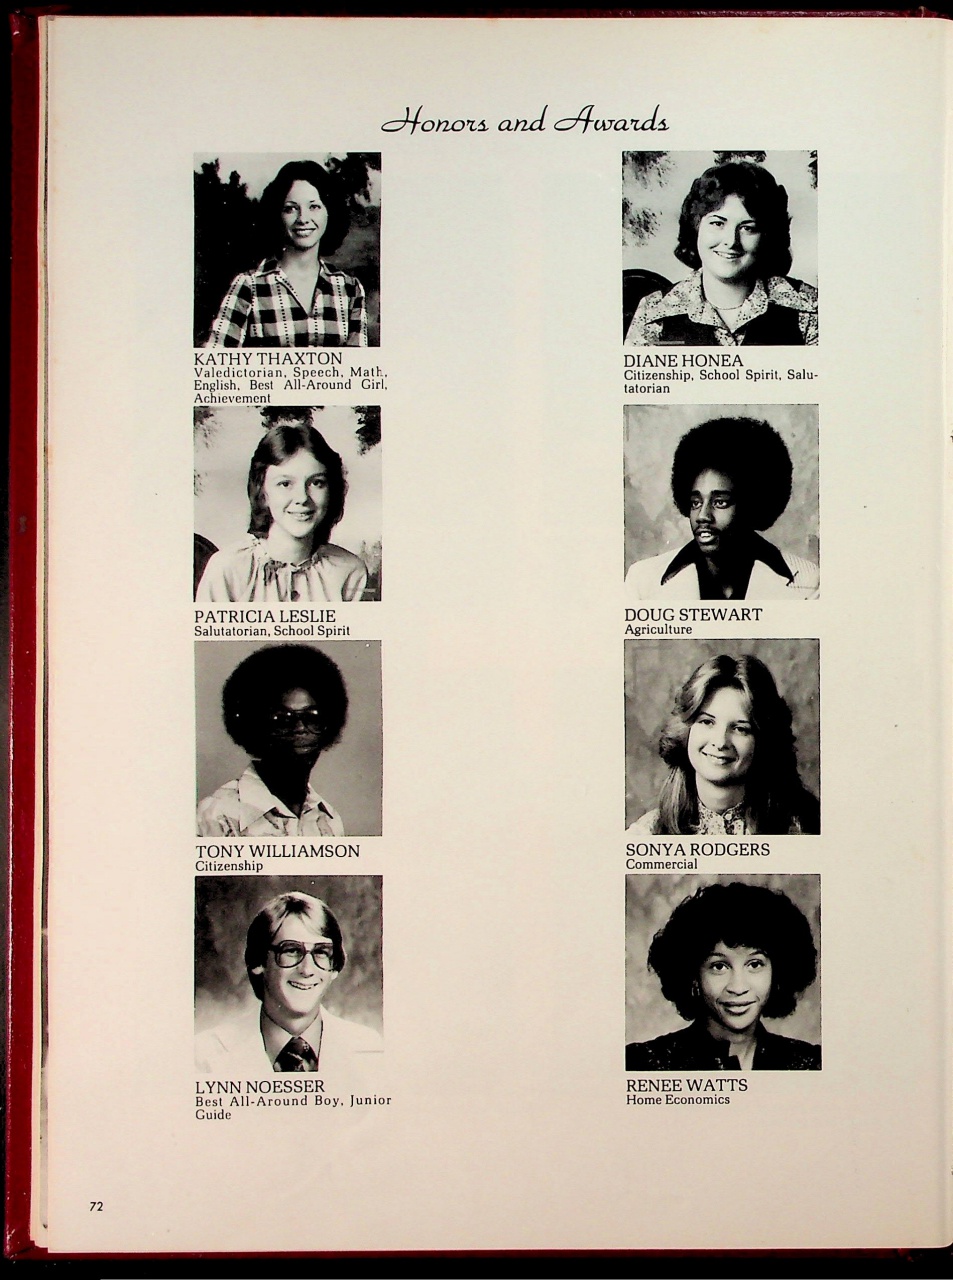 Honors and Awards
KATHY THAXTON
Valedictorian, Speech, Math,
English, Best All-Around Girl,
Achievement
DIANE HONEA
Citizenship, School Spirit, Salu-
tatorian
PATRICIA LESLIE
Salutatorian, School Spirit
DOUG STEWART
Agriculture
TONY WILLIAMSON
Citizenship
SONYA RODGERS
Commercial
LYNN NOESSER
Best All-Around Boy, Junior
Guide
RENEE WATTS
Home Economics
72